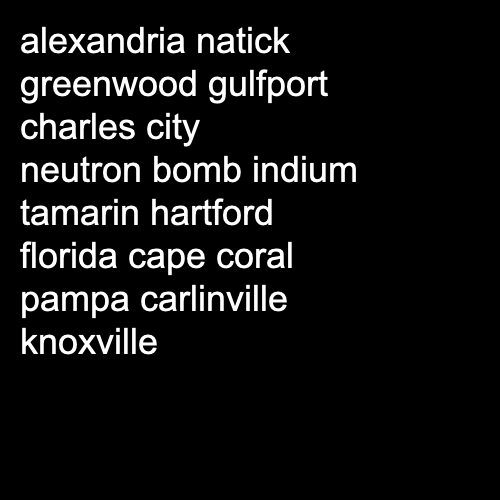 alexandria natick
greenwood gulfport
charles city
neutron bomb indium
tamarin hartford
florida cape coral
pampa carlinville
knoxville